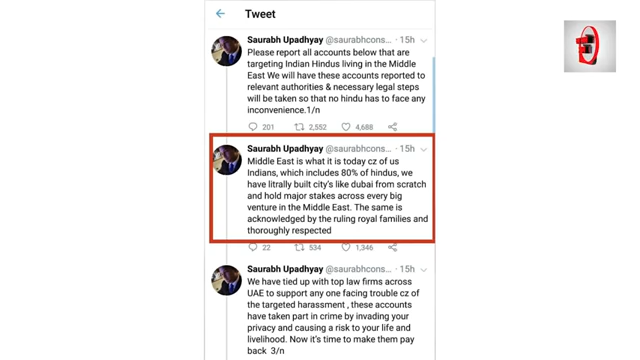 Tweet
Saurabh Upadhyay @saurabhcons... · 15h
Please report all accounts below that are
targeting Indian Hindus living in the Middle
East We will have these accounts reported to
relevant authorities & necessary legal steps
will be taken so that no hindu has to face any
inconvenience.1/n
201 2,552 4,688
Saurabh Upadhyay @saurabhcons... · 15h
Middle East is what it is today cz of us
Indians, which includes 80% of hindus, we
have litrally built city's like dubai from scratch
and hold major stakes across every big
venture in the Middle East. The same is
acknowledged by the ruling royal families and
thoroughly respected
22 534 1,346
Saurabh Upadhyay @saurabhcons... · 15h
We have tied up with top law firms across
UAE to support any one facing trouble cz of
the targeted harassment , these accounts
have taken part in crime by invading your
privacy and causing a risk to your life and
livelihood. Now it's time to make them pay
back 3/n